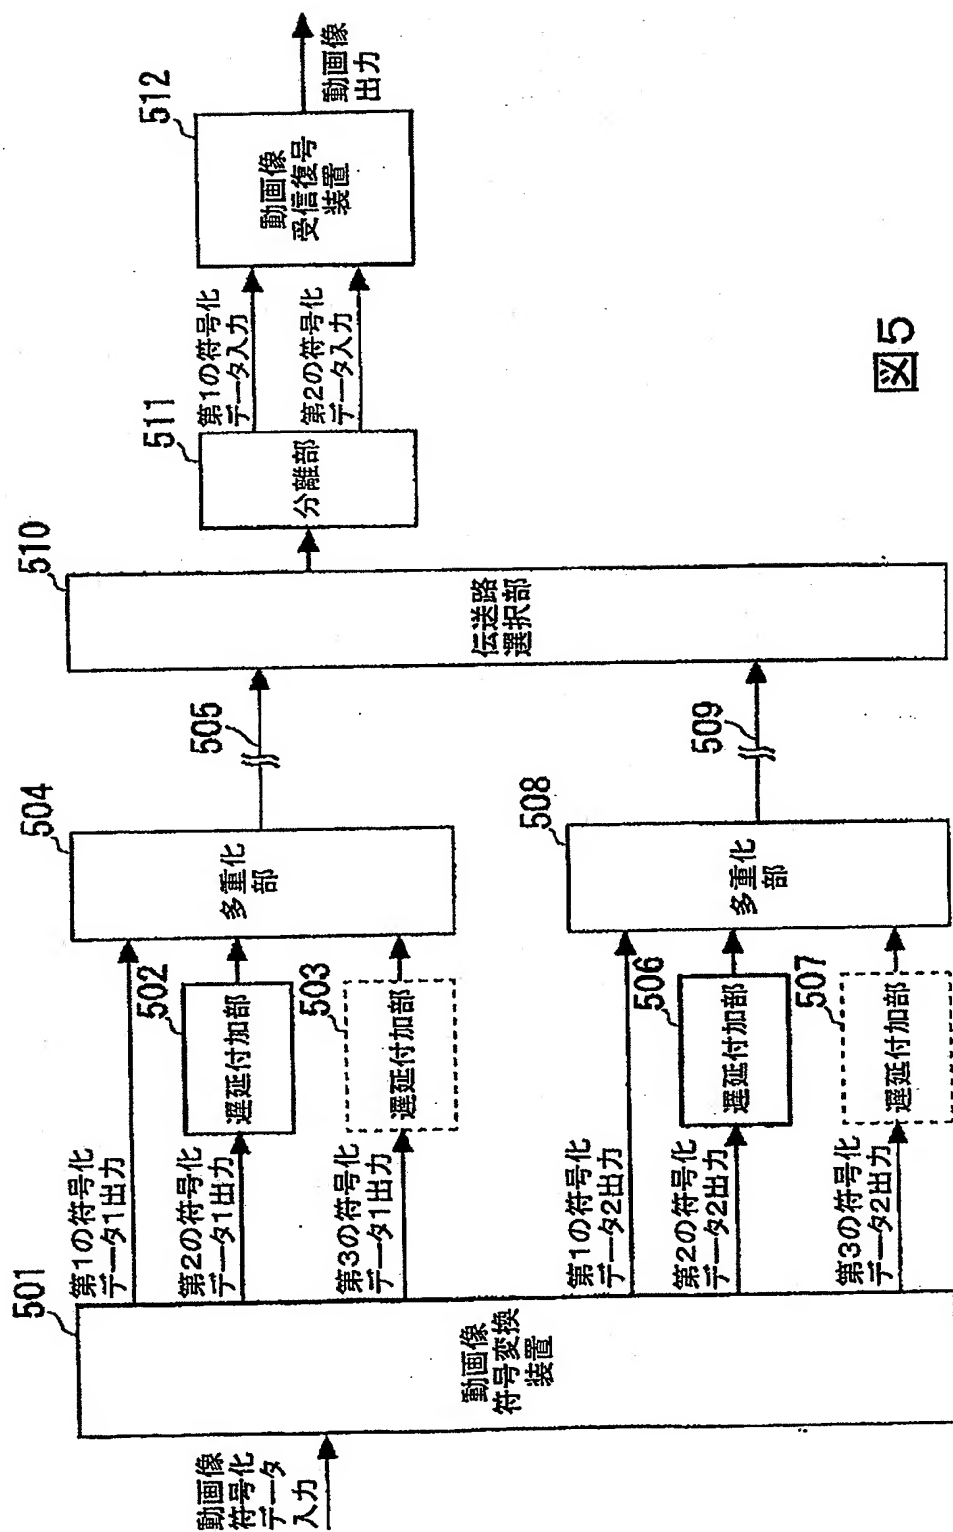 動画像
符号化
データ
入力
501
動画像
符号変換
装置
第1の符号化
データ1出力
第2の符号化
データ1出力
502
遅延付加部
第3の符号化
データ1出力
503
遅延付加部
504
多重化
部
505
第1の符号化
データ2出力
第2の符号化
データ2出力
506
遅延付加部
第3の符号化
データ2出力
507
遅延付加部
508
多重化
部
509
510
伝送路
選択部
511
分離部
第1の符号化
データ入力
第2の符号化
データ入力
512
動画像
受信復号
装置
動画像
出力
図5